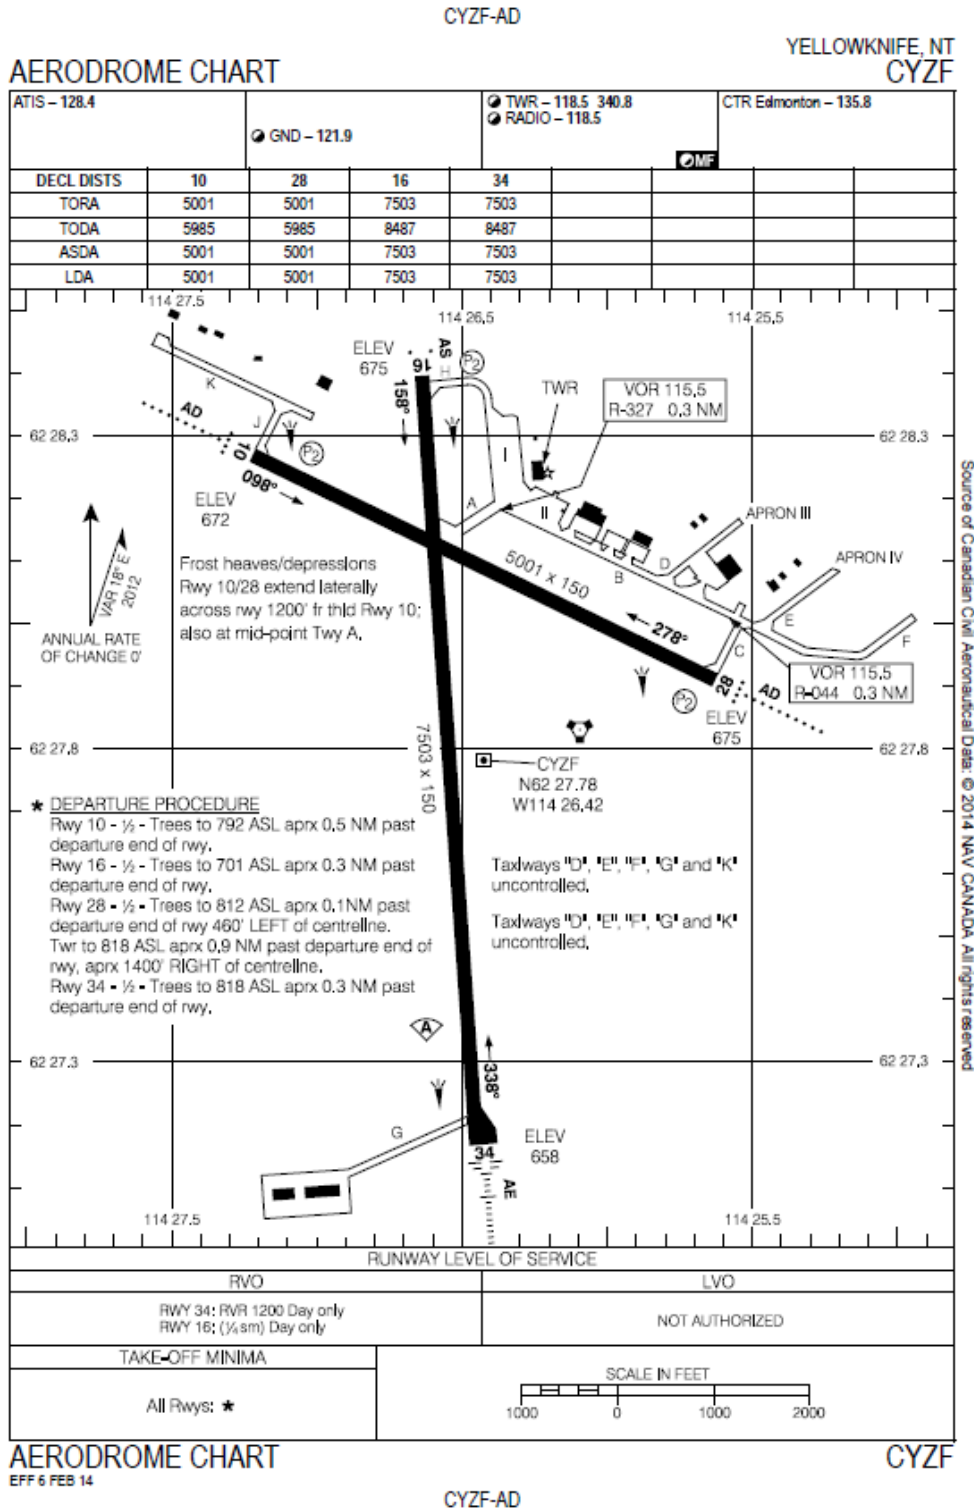 CYZF-AD
YELLOWKNIFE, NT
AERODROME CHART
CYZF
ATIS – 128.4
GND – 121.9
TWR – 118.5 340.8
RADIO – 118.5
MF
CTR Edmonton – 135.8
DECL DISTS 10 28 16 34
TORA 5001 5001 7503 7503
TODA 5985 5985 8487 8487
ASDA 5001 5001 7503 7503
LDA 5001 5001 7503 7503
114 27.5
114 26.5
114 25.5
K
ELEV
675
16
AS
H
P2
TWR
VOR 115.5
R-327 0.3 NM
AD
J
158°
62 28.3
62 28.3
10
P2
I
098°
ELEV
672
A
II
APRON III
VAR 18° E
2012
Frost heaves/depressions
Rwy 10/28 extend laterally
across rwy 1200' fr thld Rwy 10;
also at mid-point Twy A.
5001 x 150
B
D
APRON IV
ANNUAL RATE
OF CHANGE 0'
278°
E
F
C
VOR 115.5
R-044 0.3 NM
28
AD
P2
ELEV
675
7503 x 150
62 27.8
62 27.8
CYZF
N62 27.78
W114 26.42
* DEPARTURE PROCEDURE
Rwy 10 - ½ - Trees to 792 ASL aprx 0.5 NM past
departure end of rwy.
Rwy 16 - ½ - Trees to 701 ASL aprx 0.3 NM past
departure end of rwy.
Rwy 28 - ½ - Trees to 812 ASL aprx 0.1NM past
departure end of rwy 460' LEFT of centreline.
Twr to 818 ASL aprx 0.9 NM past departure end of
rwy, aprx 1400' RIGHT of centreline.
Rwy 34 - ½ - Trees to 818 ASL aprx 0.3 NM past
departure end of rwy.
Taxiways "D", "E", "F", "G" and "K"
uncontrolled.
Taxiways "D", "E", "F", "G" and "K"
uncontrolled.
A
62 27.3
62 27.3
338°
G
34
ELEV
658
AE
114 27.5
114 25.5
RUNWAY LEVEL OF SERVICE
RVO
LVO
RWY 34: RVR 1200 Day only
RWY 16: (¼ sm) Day only
NOT AUTHORIZED
TAKE-OFF MINIMA
All Rwys: *
SCALE IN FEET
1000 0 1000 2000
AERODROME CHART
CYZF
EFF 6 FEB 14
CYZF-AD
Source of Canadian Civil Aeronautical Data: © 2014 NAV CANADA All rights reserved